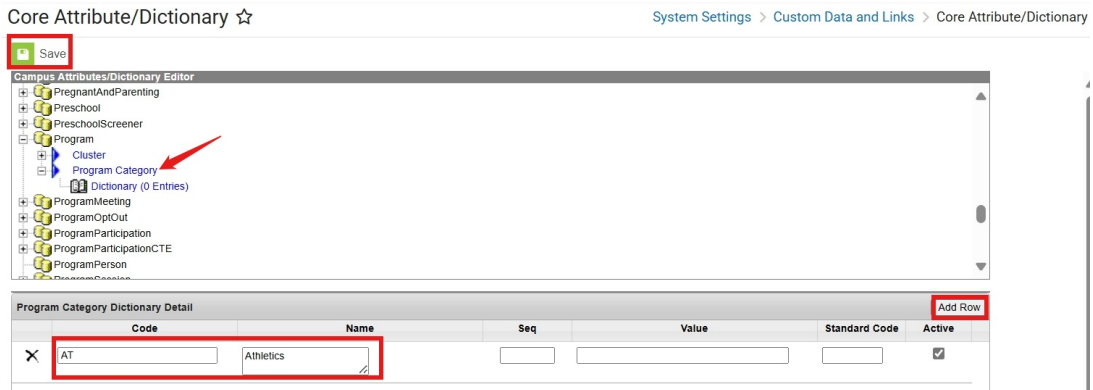 Core Attribute/Dictionary
System Settings > Custom Data and Links > Core Attribute/Dictionary
Save
Campus Attributes/Dictionary Editor
PregnantAndParenting
Preschool
PreschoolScreener
Program
Cluster
Program Category
Dictionary (0 Entries)
ProgramMeeting
ProgramOptOut
ProgramParticipation
ProgramParticipationCTE
ProgramPerson
ProgramSession
Program Category Dictionary Detail Add Row
Code Name Seq Value Standard Code Active
AT Athletics